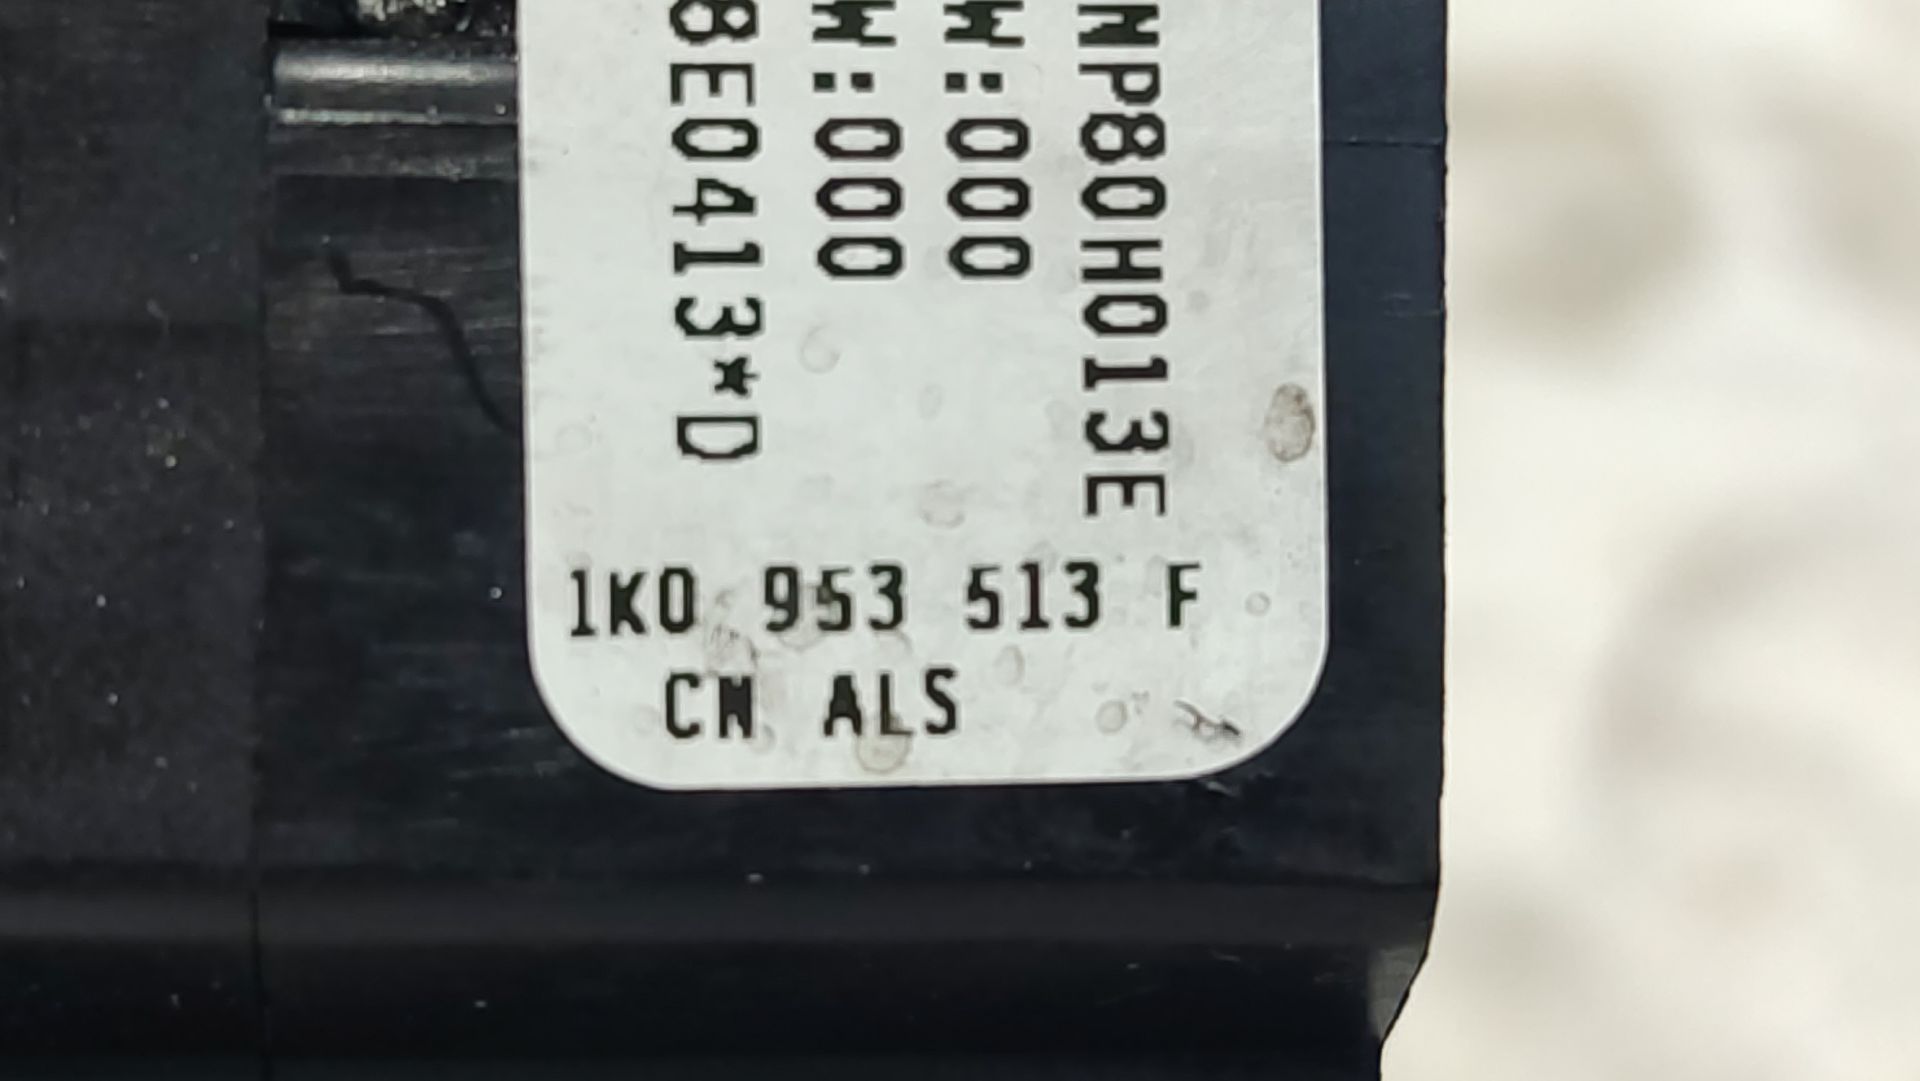 NP80H013E
W:000
W:000
8E0413*D
1K0 953 513 F
CN ALS